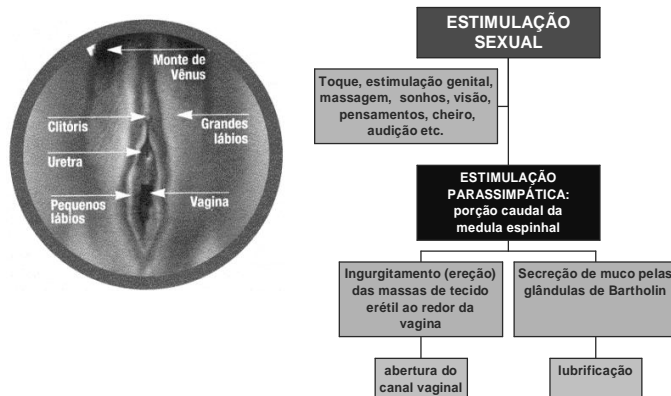 Monte de
Vênus
Clitóris
Grandes
lábios
Uretra
Pequenos
lábios
Vagina
ESTIMULAÇÃO
SEXUAL
Toque, estimulação genital,
massagem, sonhos, visão,
pensamentos, cheiro,
audição etc.
ESTIMULAÇÃO
PARASSIMPÁTICA:
porção caudal da
medula espinhal
Ingurgitamento (ereção)
das massas de tecido
erétil ao redor da
vagina
Secreção de muco pelas
glândulas de Bartholin
abertura do
canal vaginal
lubrificação